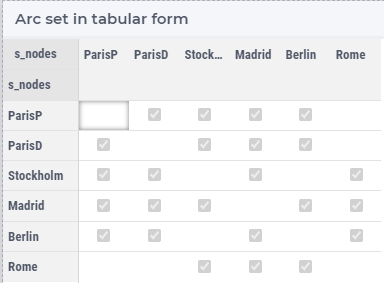 Arc set in tabular form
s_nodes ParisP ParisD Stock... Madrid Berlin Rome
s_nodes
ParisP
ParisD
Stockholm
Madrid
Berlin
Rome